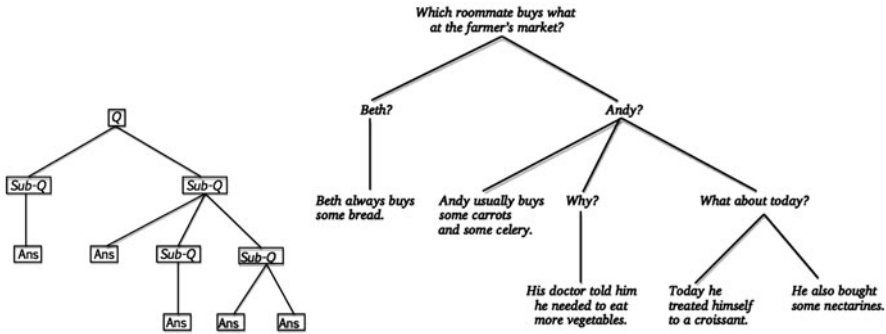 Q
Sub-Q
Sub-Q
Ans
Ans
Sub-Q
Sub-Q
Ans
Ans
Ans
Which roommate buys what
at the farmer's market?
Beth?
Andy?
Beth always buys
some bread.
Andy usually buys
some carrots
and some celery.
Why?
What about today?
His doctor told him
he needed to eat
more vegetables.
Today he
treated himself
to a croissant.
He also bought
some nectarines.